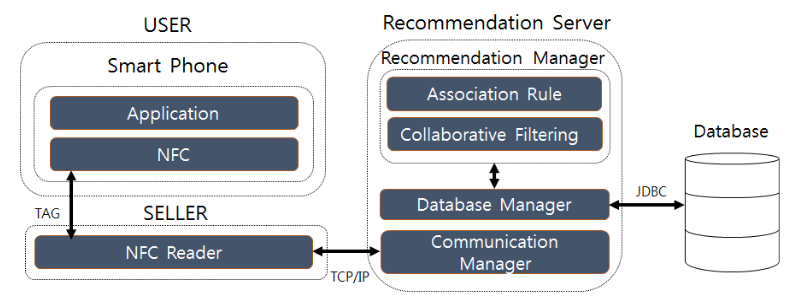 USER
Smart Phone
Application
NFC
TAG
SELLER
NFC Reader
TCP/IP
Recommendation Server
Recommendation Manager
Association Rule
Collaborative Filtering
Database Manager
Communication
Manager
JDBC
Database